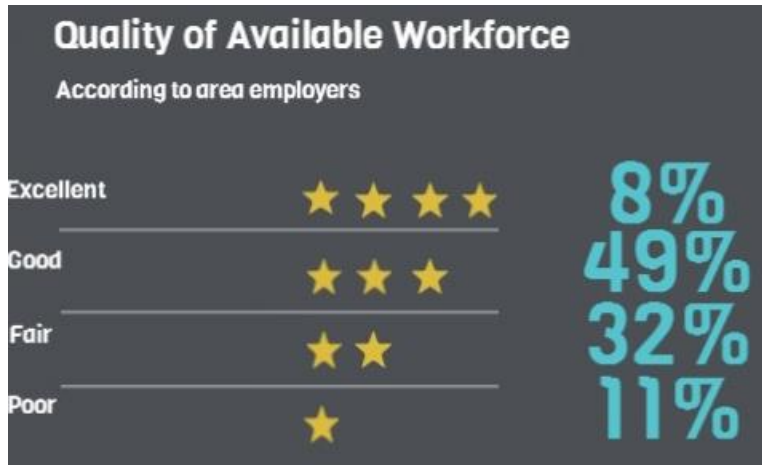 Quality of Available Workforce
According to area employers
Excellent 8%
Good 49%
Fair 32%
Poor 11%